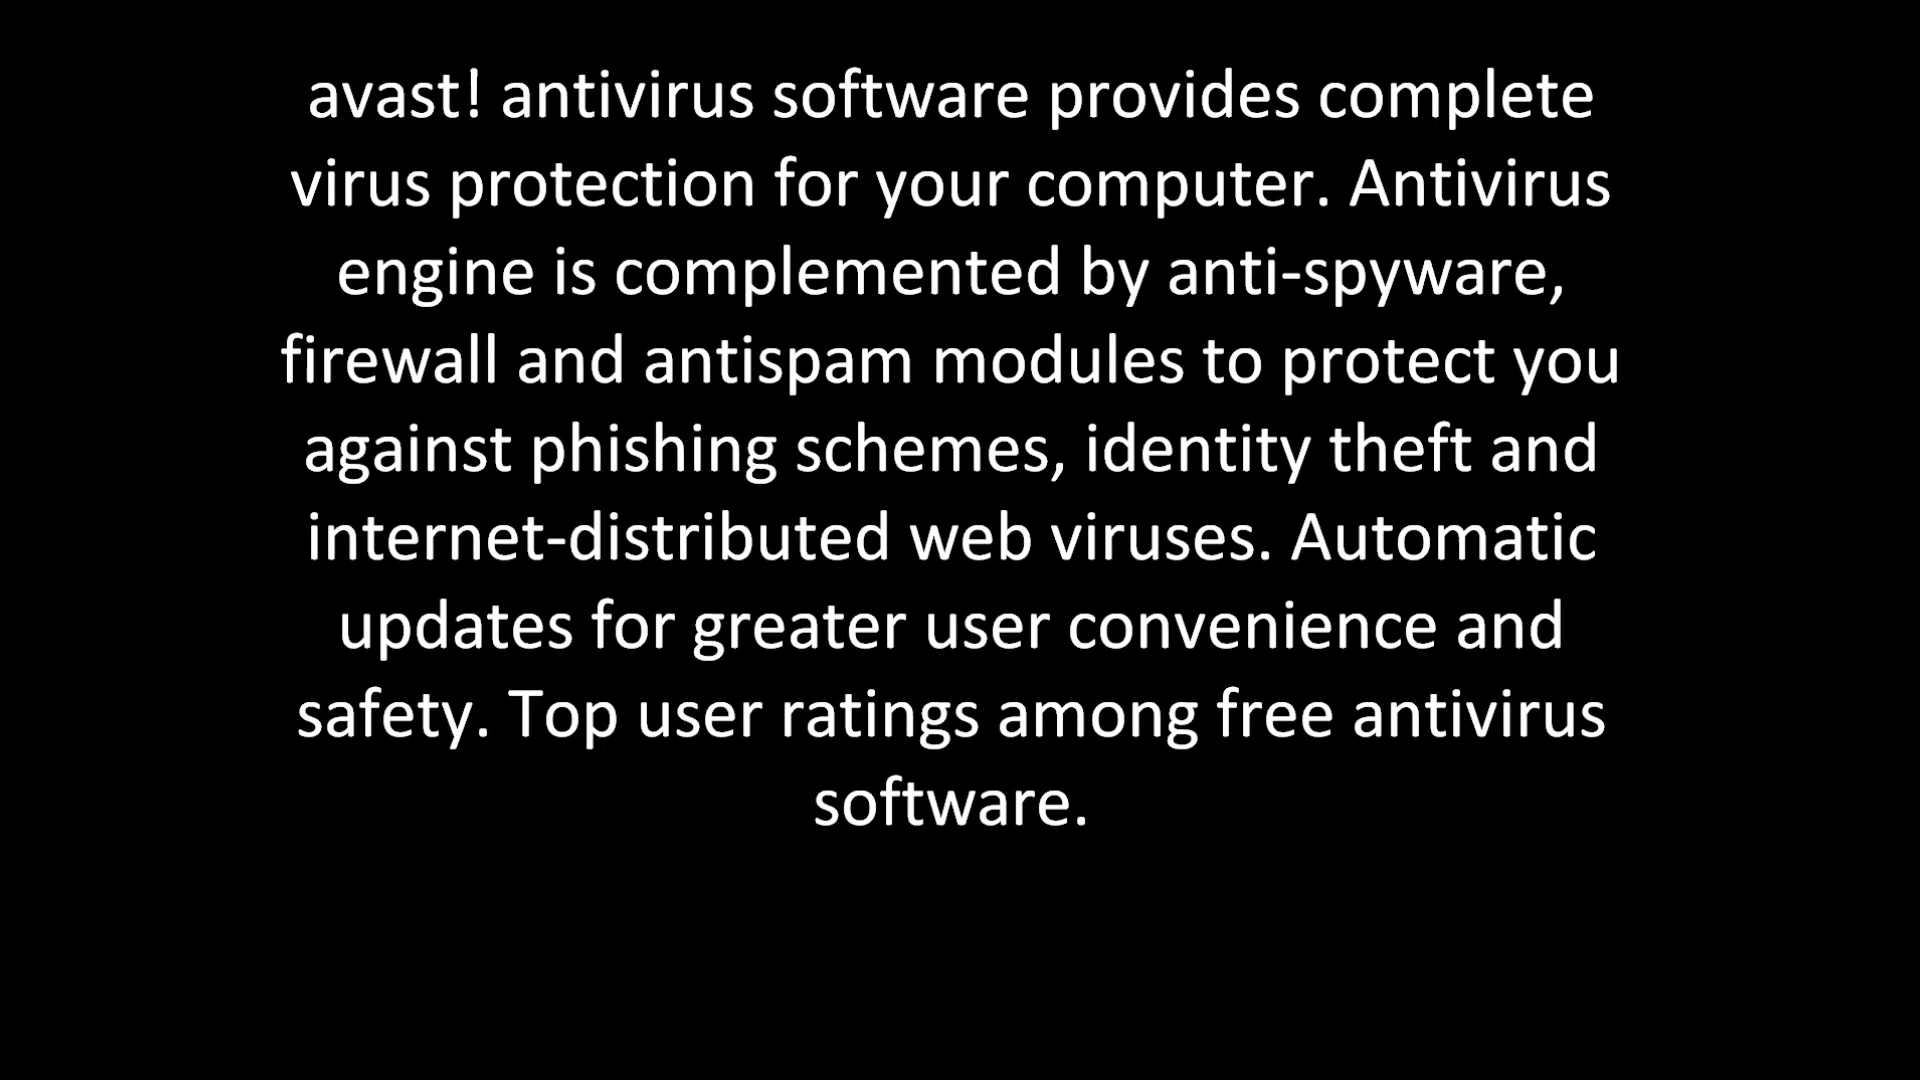 avast! antivirus software provides complete
virus protection for your computer. Antivirus
engine is complemented by anti-spyware,
firewall and antispam modules to protect you
against phishing schemes, identity theft and
internet-distributed web viruses. Automatic
updates for greater user convenience and
safety. Top user ratings among free antivirus
software.